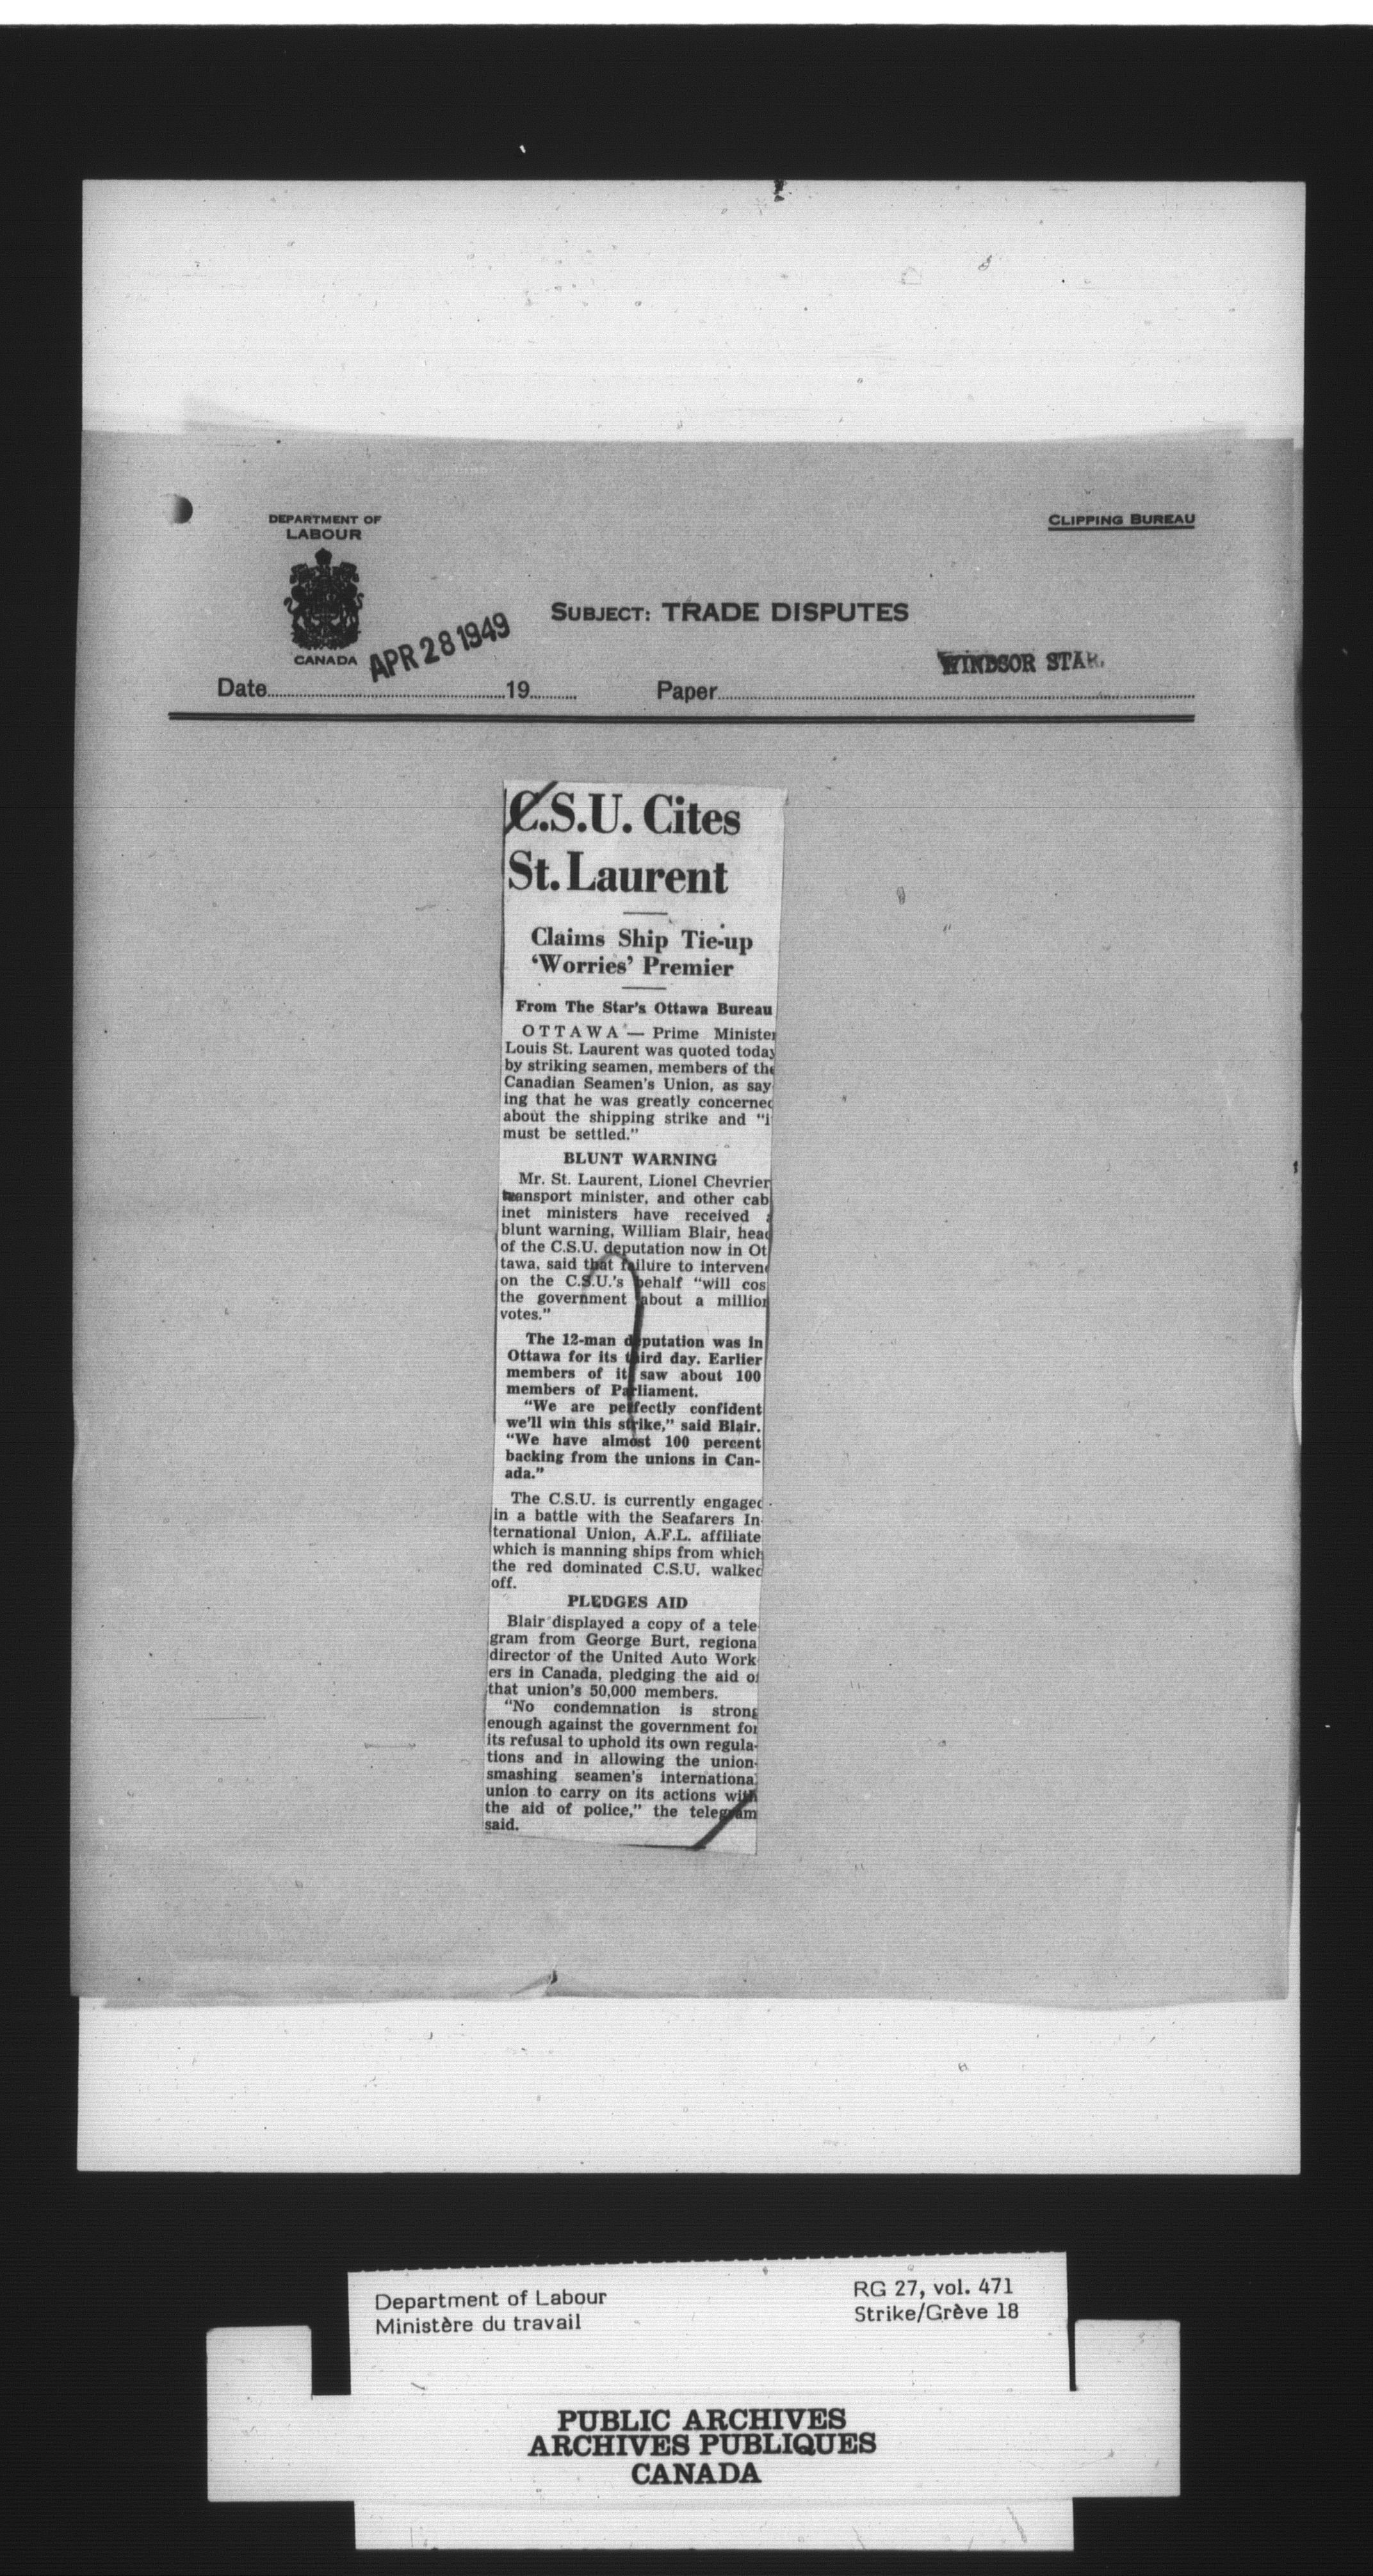 DEPARTMENT OF
LABOUR
CANADA
CLIPPING BUREAU
SUBJECT: TRADE DISPUTES
APR 28 1949
WINDSOR STAR.
Date 19
Paper
C.S.U. Cites
St. Laurent
Claims Ship Tie-up
‘Worries’ Premier
From The Star's Ottawa Bureau
OTTAWA — Prime Minister
Louis St. Laurent was quoted today
by striking seamen, members of the
Canadian Seamen's Union, as say-
ing that he was greatly concerned
about the shipping strike and “i
must be settled.”
BLUNT WARNING
Mr. St. Laurent, Lionel Chevrier
transport minister, and other cab
inet ministers have received a
blunt warning, William Blair, head
of the C.S.U. deputation now in Ot
tawa, said that failure to intervene
on the C.S.U.'s behalf “will cos
the government about a million
votes.”
The 12-man deputation was in
Ottawa for its third day. Earlier
members of it saw about 100
members of Parliament.
“We are perfectly confident
we'll win this strike,” said Blair.
“We have almost 100 percent
backing from the unions in Can-
ada.”
The C.S.U. is currently engaged
in a battle with the Seafarers In-
ternational Union, A.F.L. affiliate
which is manning ships from which
the red dominated C.S.U. walked
off.
PLEDGES AID
Blair displayed a copy of a tele
gram from George Burt, regiona
director of the United Auto Work-
ers in Canada, pledging the aid of
that union's 50,000 members.
“No condemnation is strong
enough against the government for
its refusal to uphold its own regula-
tions and in allowing the union-
smashing seamen's international
union to carry on its actions with
the aid of police,” the telegram
said.
Department of Labour
Ministère du travail
RG 27, vol. 471
Strike/Grève 18
PUBLIC ARCHIVES
ARCHIVES PUBLIQUES
CANADA